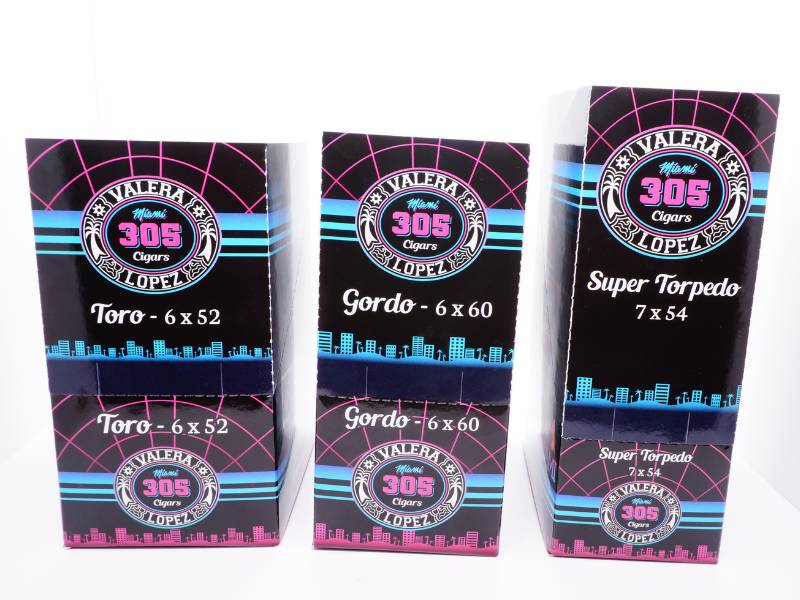 VALERA
Miami
305
Cigars
LOPEZ
Toro - 6 x 52
Toro - 6 x 52
VALERA
Miami
305
Cigars
LOPEZ
VALERA
Miami
305
Cigars
LOPEZ
Gordo - 6 x 60
Gordo - 6 x 60
VALERA
Miami
305
Cigars
LOPEZ
VALERA
Miami
305
Cigars
LOPEZ
Super Torpedo
7 x 54
Super Torpedo
7 x 54
VALERA
Miami
305
Cigars
LOPEZ